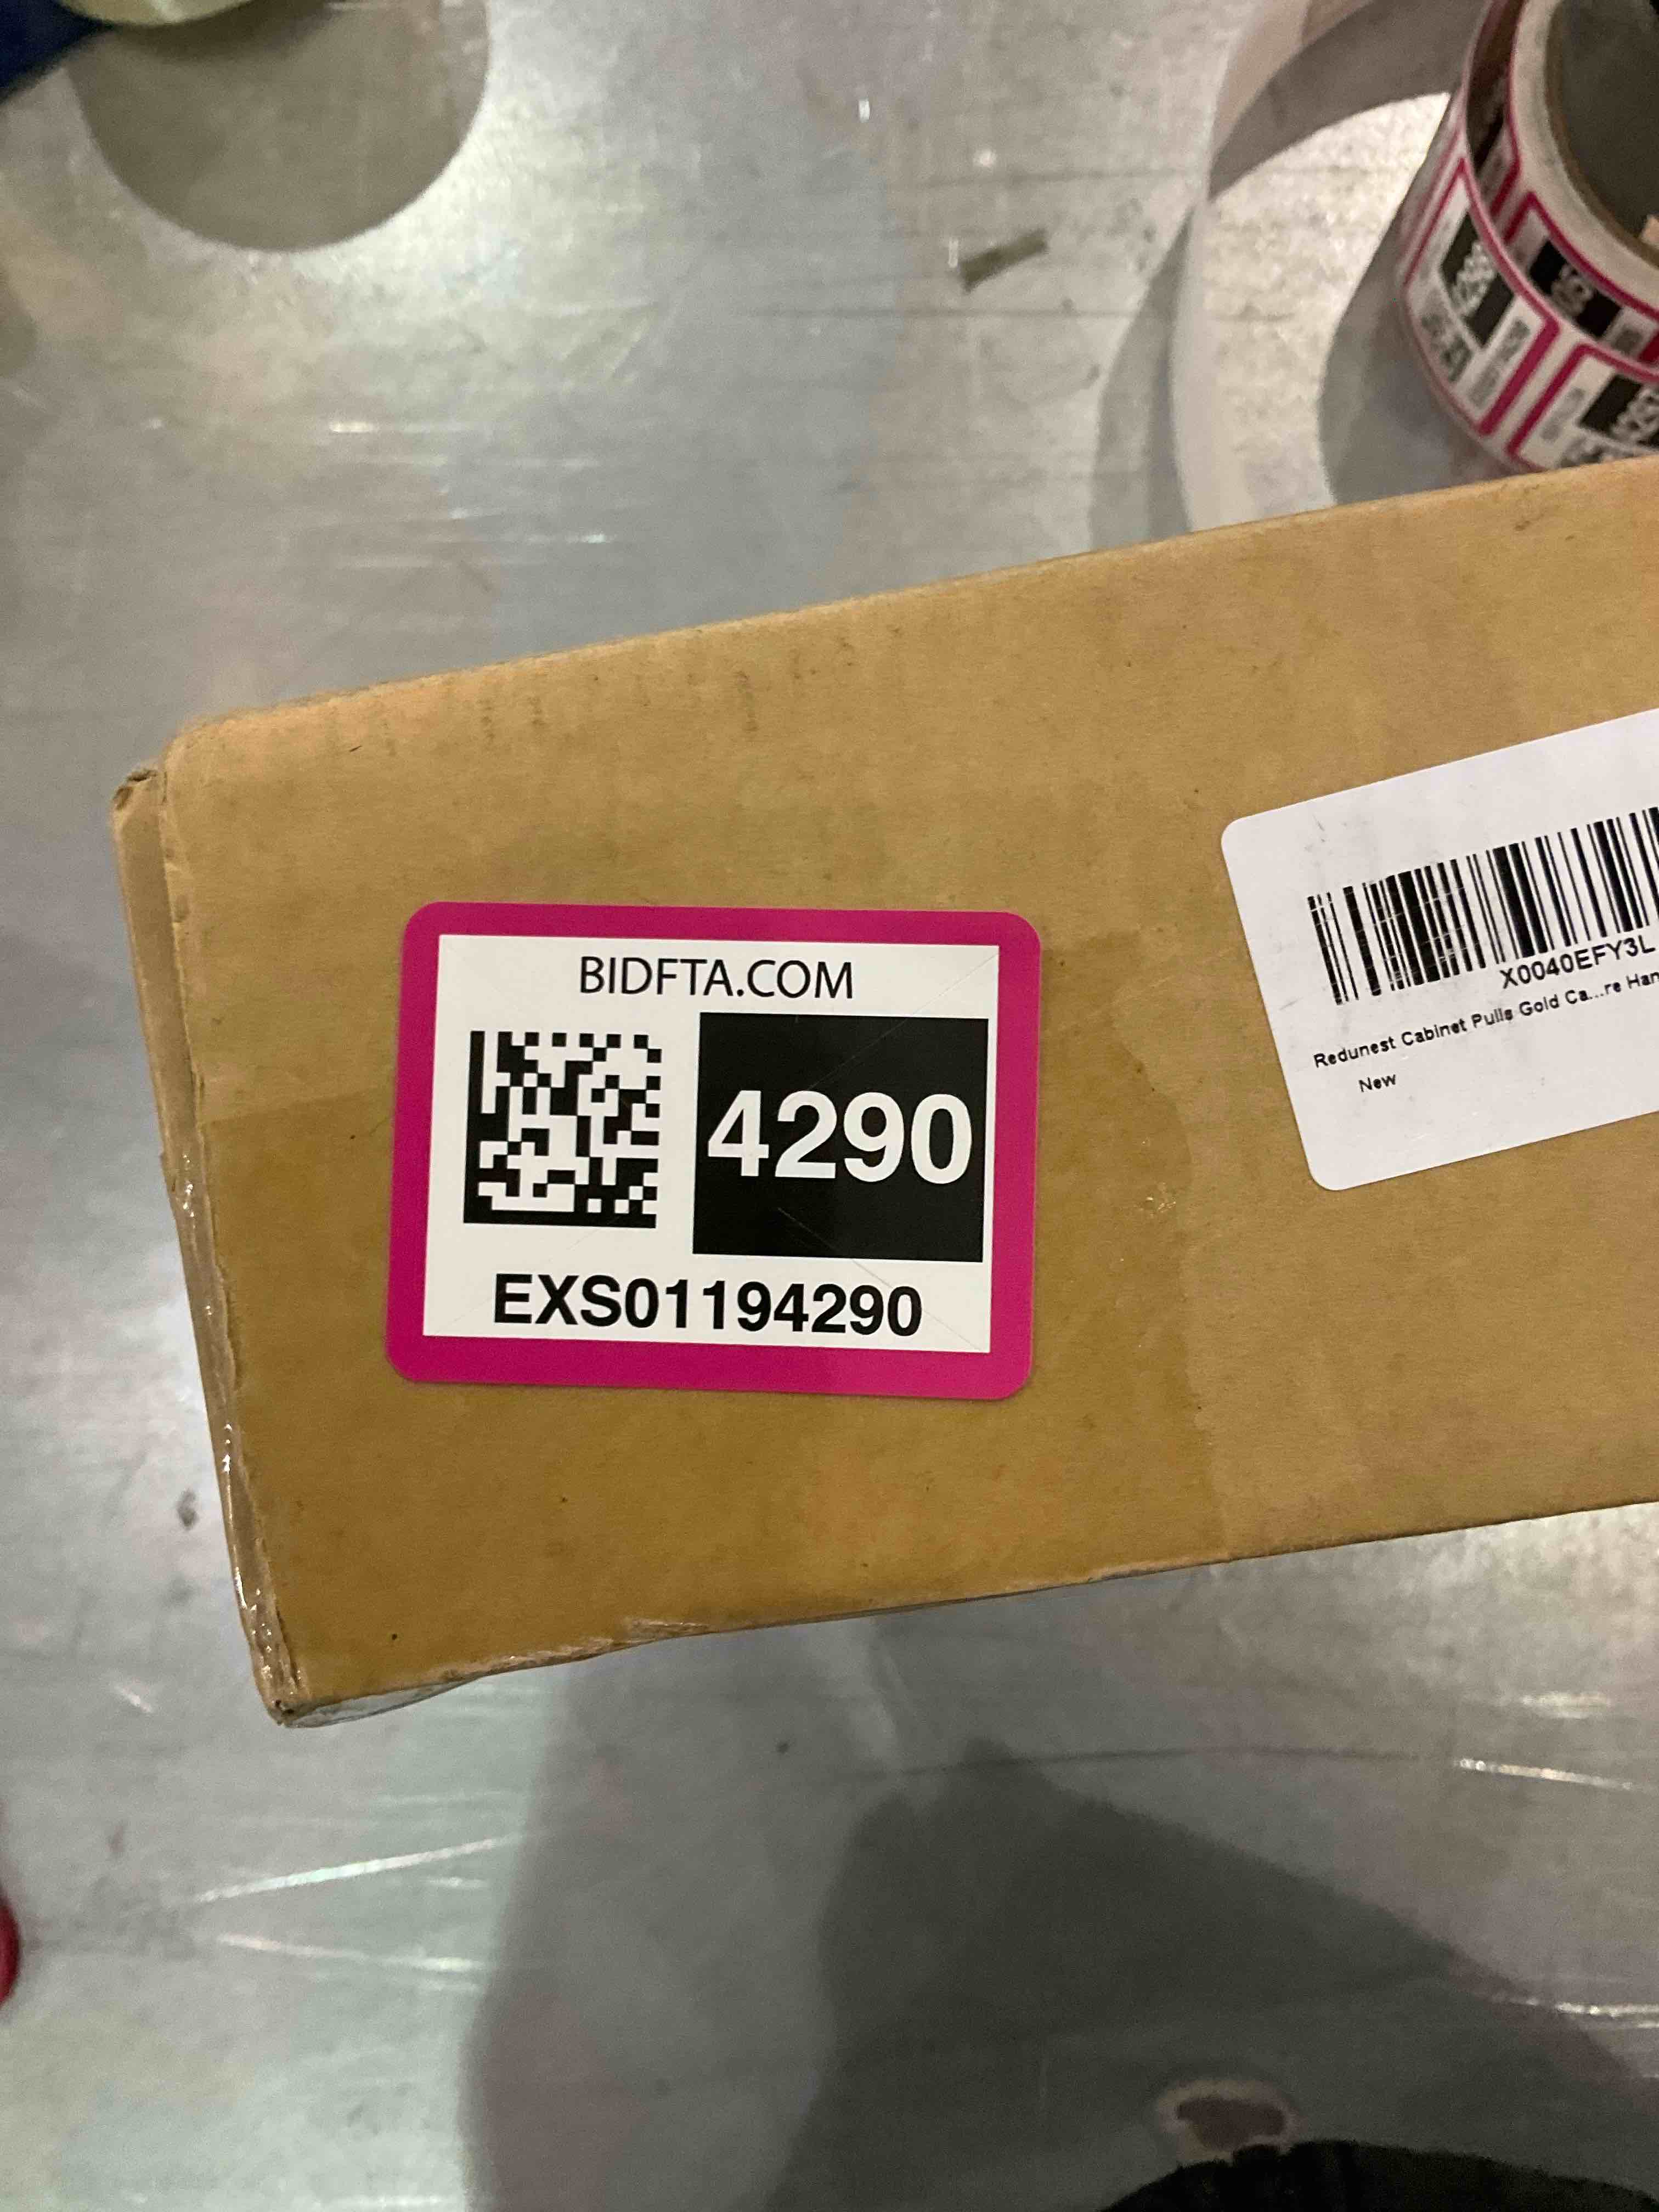 BIDFTA.COM
4290
EXS01194290
X0040EFY3L
Redunest Cabinet Pulls Gold Ca...re Han
New